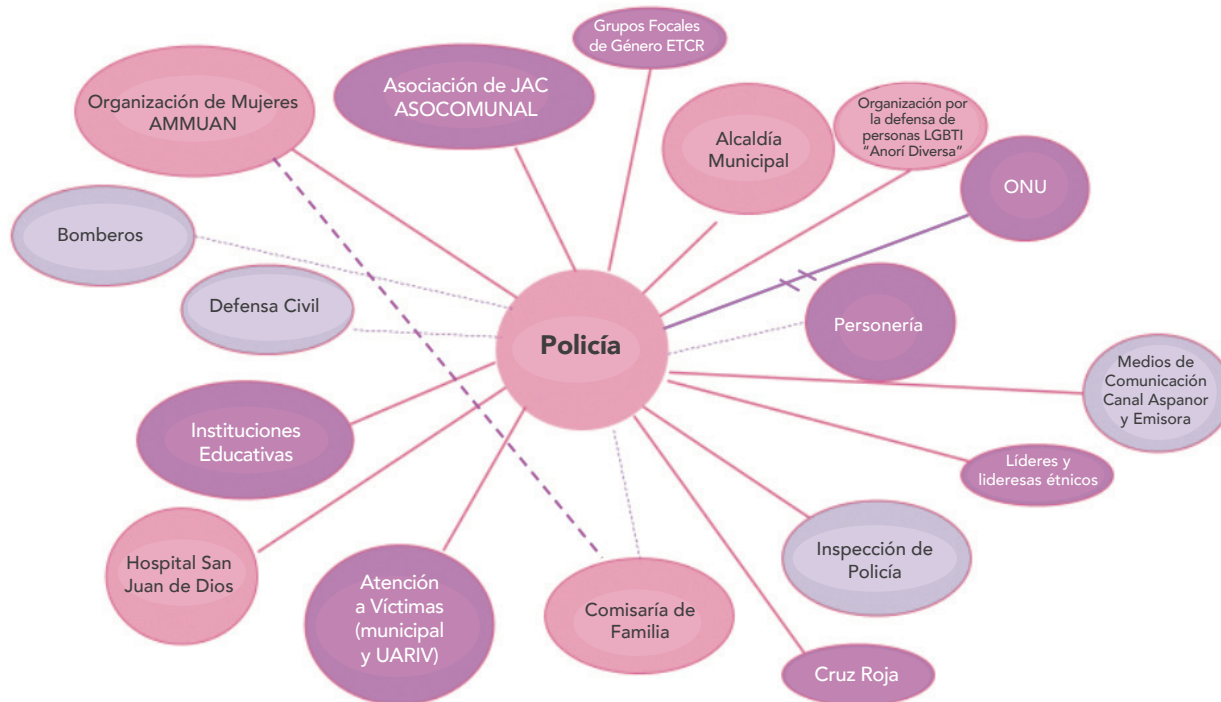 Grupos Focales
de Género ETCR
Asociación de JAC
ASOCOMUNAL
Organización de Mujeres
AMMUAN
Alcaldía
Municipal
Organización por
la defensa de
personas LGBTI
"Anorí Diversa"
ONU
Bomberos
Defensa Civil
Policía
Personería
Medios de
Comunicación
Canal Aspanor
y Emisora
Instituciones
Educativas
Líderes y
lideresas étnicos
Hospital San
Juan de Dios
Atención
a Víctimas
(municipal
y UARIV)
Comisaría de
Familia
Inspección de
Policía
Cruz Roja